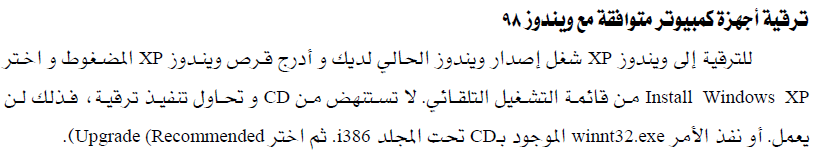 ترقية أجهزة كمبيوتر متوافقة مع ويندوز ٩٨
للترقية إلى ويندوز XP شغل إصدار ويندوز الحالي لديك و أدرج قرص ويندوز XP المضغوط و اختر
Install Windows XP من قائمة التشغيل التلقائي. لا تستنهض من CD و تحاول تنفيذ ترقية، فذلك لن
يعمل. أو نفذ الأمر winnt32.exe الموجود بـCD تحت المجلد i386. ثم اختر Upgrade (Recommended).